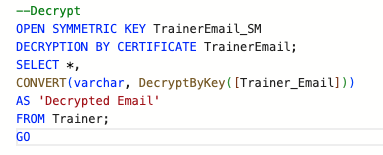 --Decrypt
OPEN SYMMETRIC KEY TrainerEmail_SM
DECRYPTION BY CERTIFICATE TrainerEmail;
SELECT *,
CONVERT(varchar, DecryptByKey([Trainer_Email]))
AS 'Decrypted Email'
FROM Trainer;
GO